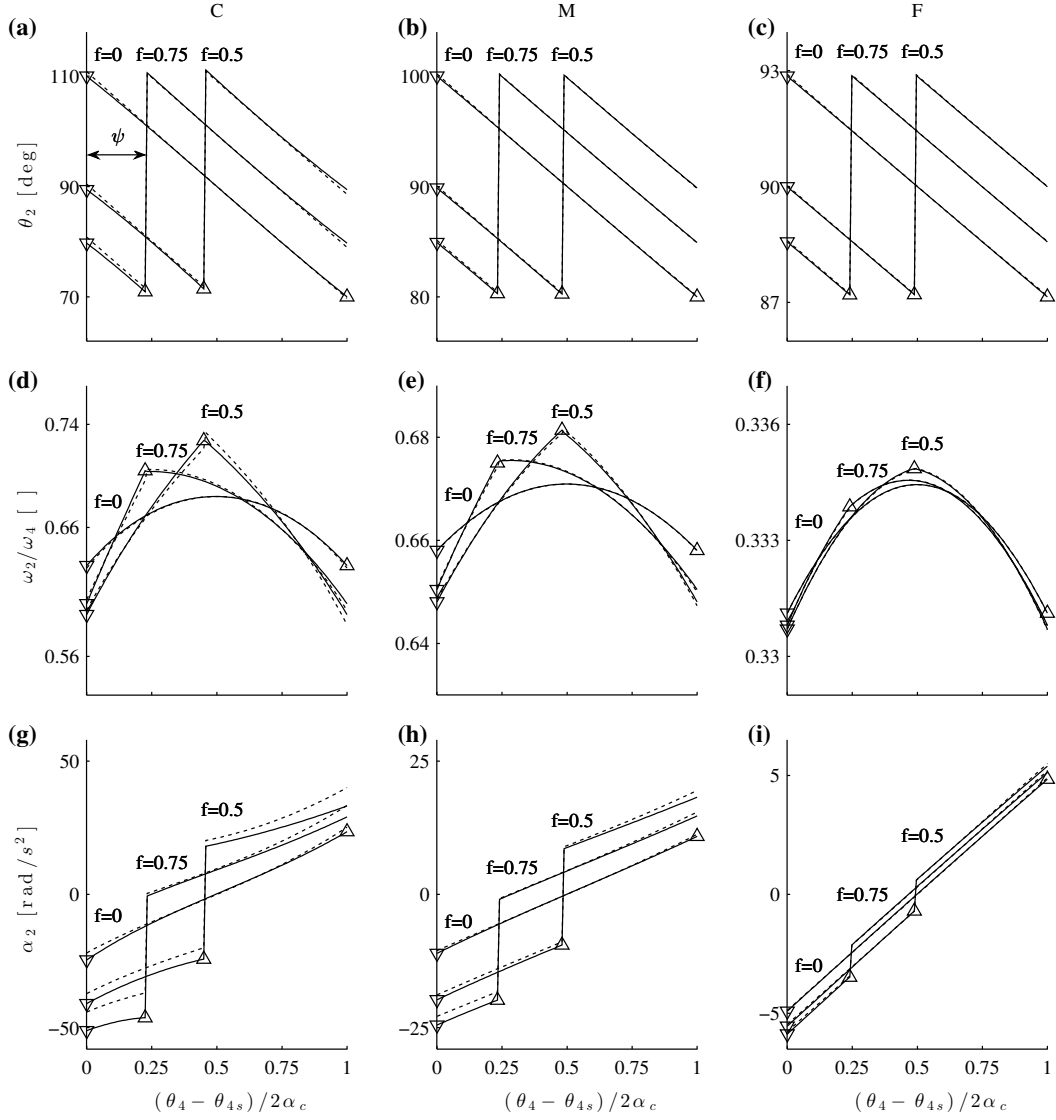 C M F
(a) (b) (c)
f=0 f=0.75 f=0.5 f=0 f=0.75 f=0.5 f=0 f=0.75 f=0.5
110 100 93
ψ
90 90 90
70 80 87
θ₂ [deg]
(d) (e) (f)
f=0.5 f=0.5 f=0.5
f=0.75 f=0.75 f=0.75
f=0 f=0 f=0
0.74 0.68 0.336
0.66 0.66 0.333
0.56 0.64 0.33
ω₂/ω₄ [ ]
(g) (h) (i)
50 25 5
f=0.5 f=0.5 f=0.5
f=0.75 f=0.75 f=0.75
f=0 f=0 f=0
0 0 0
−50 −25 −5
α₂ [rad/s²]
0 0.25 0.5 0.75 1 0 0.25 0.5 0.75 1 0 0.25 0.5 0.75 1
(θ₄ − θ₄ₛ)/2α_c (θ₄ − θ₄ₛ)/2α_c (θ₄ − θ₄ₛ)/2α_c